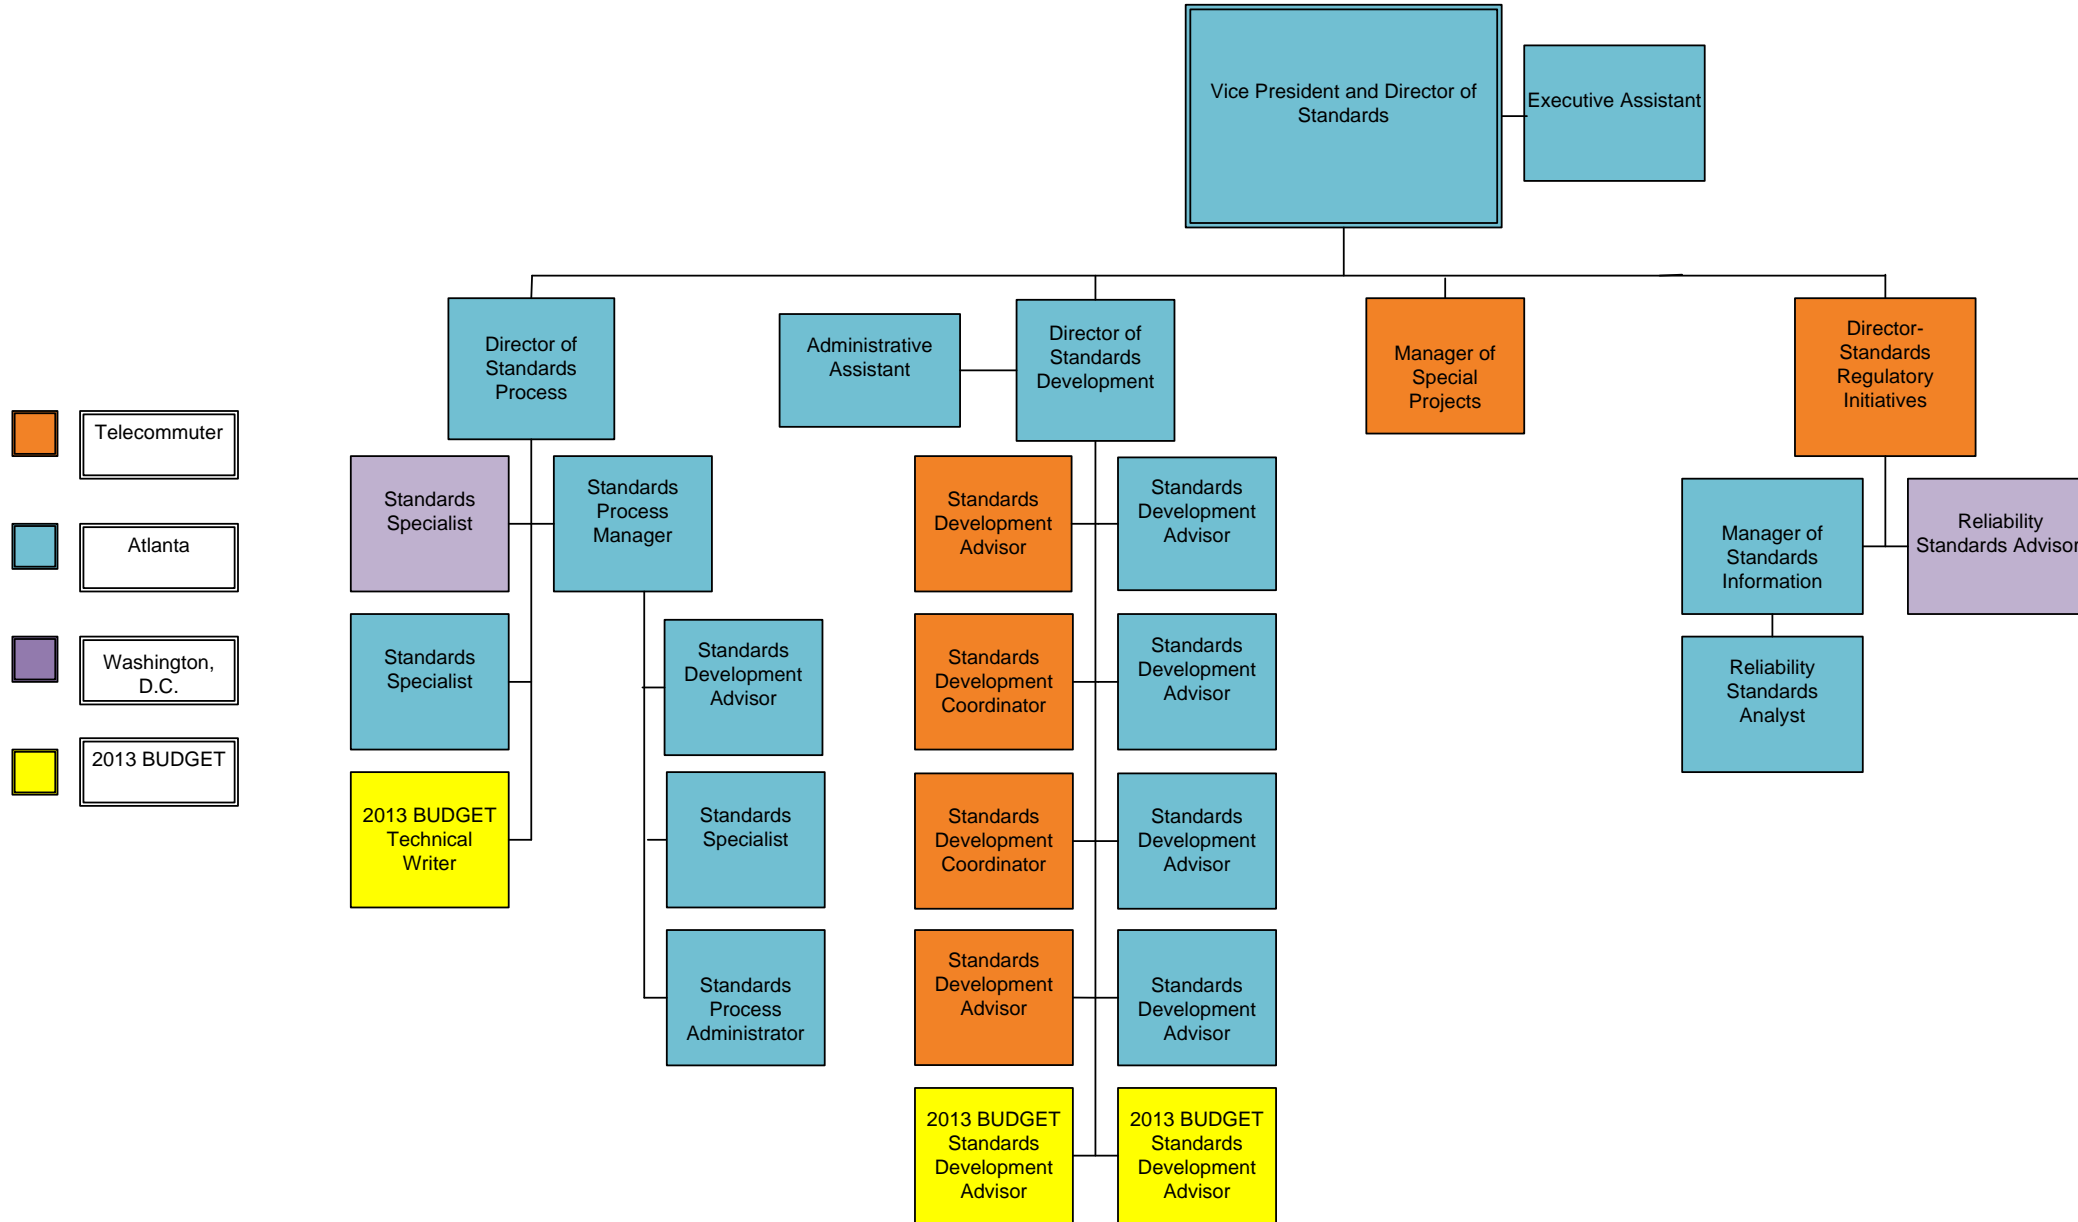 Vice President and Director of
Standards
Executive Assistant
Director of
Standards
Process
Administrative
Assistant
Director of
Standards
Development
Manager of
Special
Projects
Director-
Standards
Regulatory
Initiatives
Telecommuter
Atlanta
Washington,
D.C.
2013 BUDGET
Standards
Specialist
Standards
Process
Manager
Standards
Specialist
Standards
Development
Advisor
2013 BUDGET
Technical
Writer
Standards
Specialist
Standards
Process
Administrator
Standards
Development
Advisor
Standards
Development
Advisor
Standards
Development
Coordinator
Standards
Development
Advisor
Standards
Development
Coordinator
Standards
Development
Advisor
Standards
Development
Advisor
Standards
Development
Advisor
2013 BUDGET
Standards
Development
Advisor
2013 BUDGET
Standards
Development
Advisor
Manager of
Standards
Information
Reliability
Standards Advisor
Reliability
Standards
Analyst